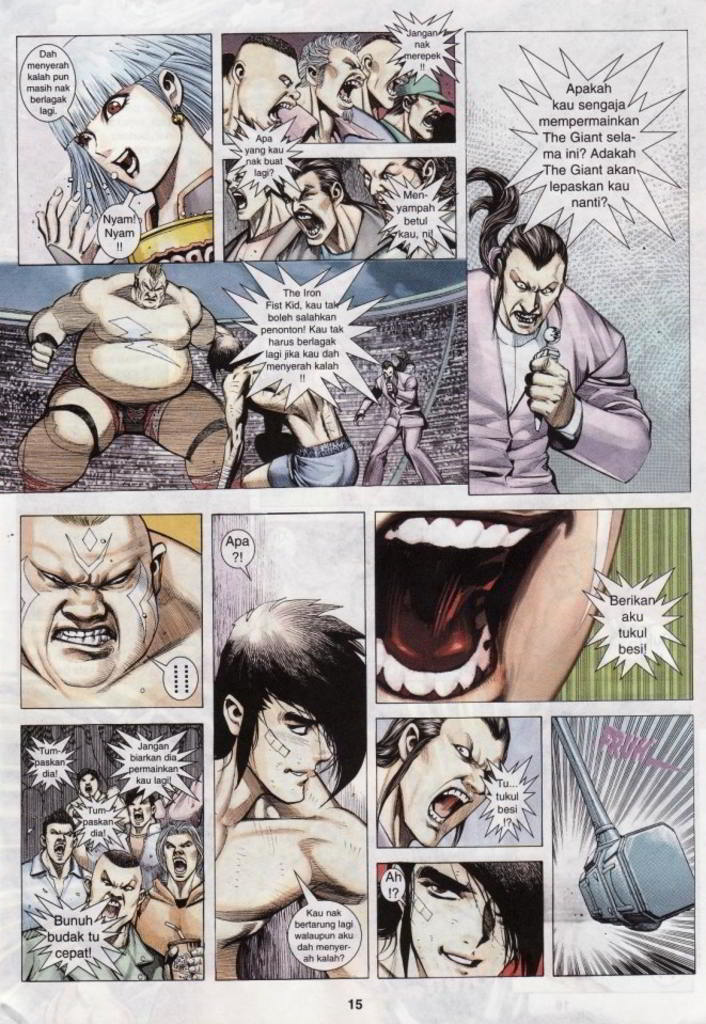 Dah
menyerah
kalah pun
masih nak
berlagak
lagi.
Nyam!
Nyam
!!
Jangan
nak
merepek
!!
Apa
yang kau
nak buat
lagi?
Men-
yampah
betul
kau, ni!
Apakah
kau sengaja
mempermainkan
The Giant sela-
ma ini? Adakah
The Giant akan
lepaskan kau
nanti?
The Iron
Fist Kid, kau tak
boleh salahkan
penonton! Kau tak
harus berlagak
lagi jika kau dah
menyerah kalah
!!
Apa
?!
Kau nak
bertarung lagi
walaupun aku
dah menyer-
ah kalah?
Berikan
aku
tukul
besi!
Tum-
paskan
dia!
Jangan
biarkan dia
permainkan
kau lagi!
Tum-
paskan
dia!
Bunuh
budak tu
cepat!
Tu...
tukul
besi
!?
Ah
!?
PRUK
15